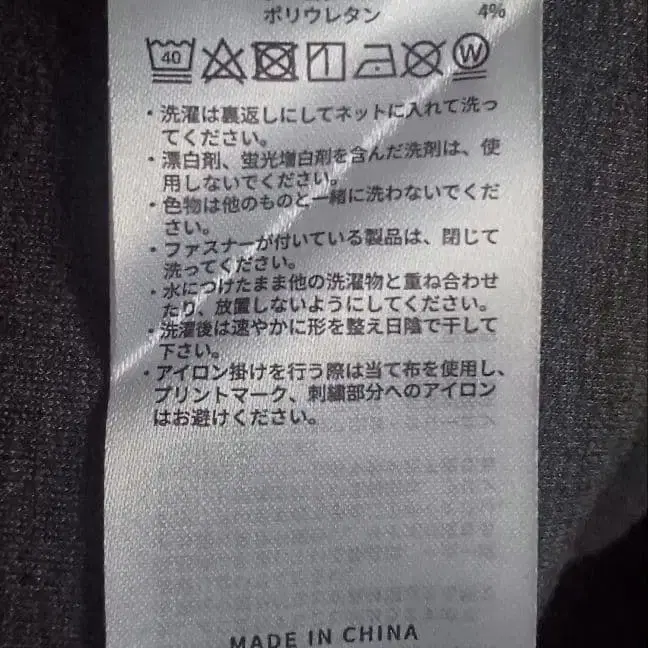 ポリウレタン 4%
40 W
・洗濯は裏返しにしてネットに入れて洗っ
てください。
・漂白剤、蛍光増白剤を含んだ洗剤は、使
用しないでください。
・色物は他のものと一緒に洗わないでくだ
さい。
・ファスナーが付いている製品は、閉じて
洗ってください。
・水につけたまま他の洗濯物と重ね合わせ
たり、放置しないようにしてください。
・洗濯後は速やかに形を整え日陰で干して
下さい。
・アイロン掛けを行う際は当て布を使用し、
プリントマーク、刺繍部分へのアイロン
はお避けください。
MADE IN CHINA